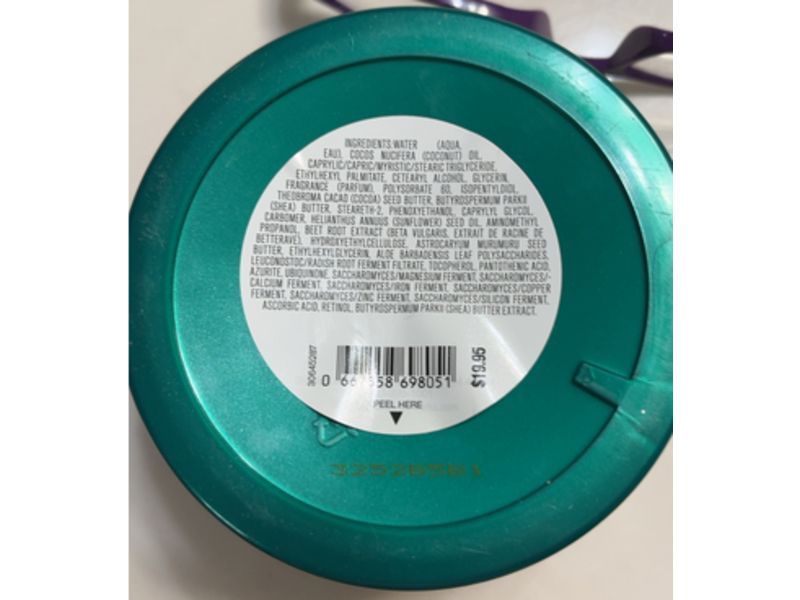 INGREDIENTS:WATER (AQUA,
EAU), COCOS NUCIFERA (COCONUT) OIL,
CAPRYLIC/CAPRIC/MYRISTIC/STEARIC TRIGLYCERIDE,
ETHYLHEXYL PALMITATE, CETEARYL ALCOHOL, GLYCERIN,
FRAGRANCE (PARFUM), POLYSORBATE 60, ISOPENTYLDIOL,
THEOBROMA CACAO (COCOA) SEED BUTTER, BUTYROSPERMUM PARKII
(SHEA) BUTTER, STEARETH-2, PHENOXYETHANOL, CAPRYLYL GLYCOL,
CARBOMER, HELIANTHUS ANNUUS (SUNFLOWER) SEED OIL, AMINOMETHYL
PROPANOL, BEET ROOT EXTRACT (BETA VULGARIS, EXTRAIT DE RACINE DE
BETTERAVE), HYDROXYETHYLCELLULOSE, ASTROCARYUM MURUMURU SEED
BUTTER, ETHYLHEXYLGLYCERIN, ALOE BARBADENSIS LEAF POLYSACCHARIDES,
LEUCONOSTOC/RADISH ROOT FERMENT FILTRATE, TOCOPHEROL, PANTOTHENIC ACID,
AZURITE, UBIQUINONE, SACCHAROMYCES/MAGNESIUM FERMENT, SACCHAROMYCES/-
CALCIUM FERMENT, SACCHAROMYCES/IRON FERMENT, SACCHAROMYCES/COPPER
FERMENT, SACCHAROMYCES/ZINC FERMENT, SACCHAROMYCES/SILICON FERMENT,
ASCORBIC ACID, RETINOL, BUTYROSPERMUM PARKII (SHEA) BUTTER EXTRACT.
30645287
0 698051
$19.95
PEEL HERE